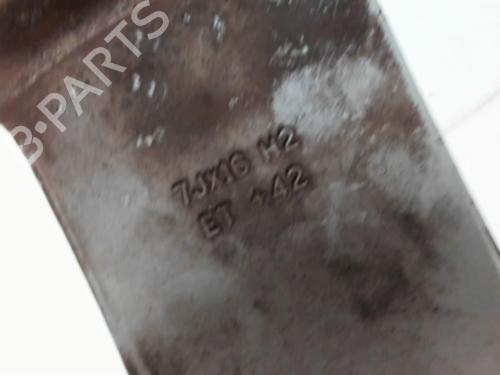 B-PARTS
7JX16 H2
ET +42